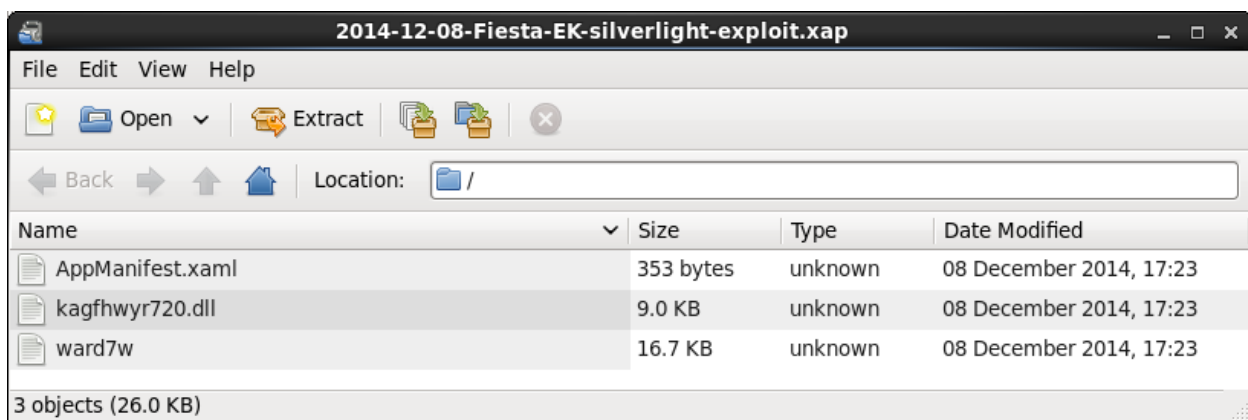 2014-12-08-Fiesta-EK-silverlight-exploit.xap
File Edit View Help
Open Extract
Back Location: /
Name Size Type Date Modified
AppManifest.xaml 353 bytes unknown 08 December 2014, 17:23
kagfhwyr720.dll 9.0 KB unknown 08 December 2014, 17:23
ward7w 16.7 KB unknown 08 December 2014, 17:23
3 objects (26.0 KB)